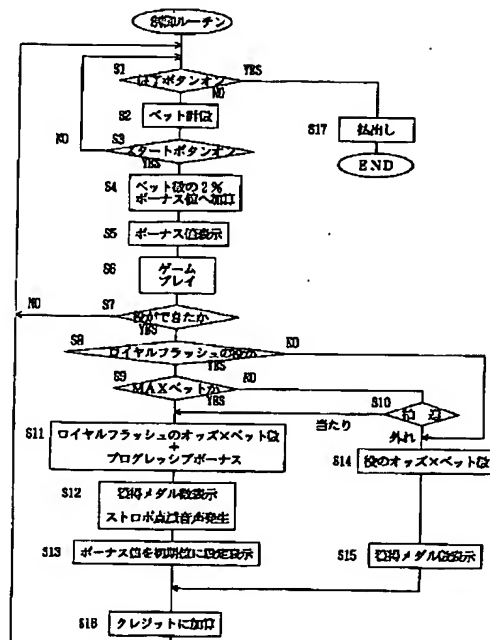 制御ルーチン
S1
終了ボタンオン
YES
NO
S2
ベット計数
S3
スタートボタンオン
NO
YES
S4
ベット数の2%
ボーナス値へ加算
S5
ボーナス値表示
S6
ゲーム
プレイ
S7
役ができたか
NO
YES
S8
ロイヤルフラッシュの役か
NO
YES
S9
MAXベットか
NO
YES
S10
抽選
当たり
外れ
S11
ロイヤルフラッシュのオッズ×ベット数
+
プログレッシブボーナス
S12
獲得メダル数表示
ストロボ点滅音声発生
S13
ボーナス値を初期値に設定表示
S14
役のオッズ×ベット数
S15
獲得メダル数表示
S16
クレジットに加算
S17
払出し
END